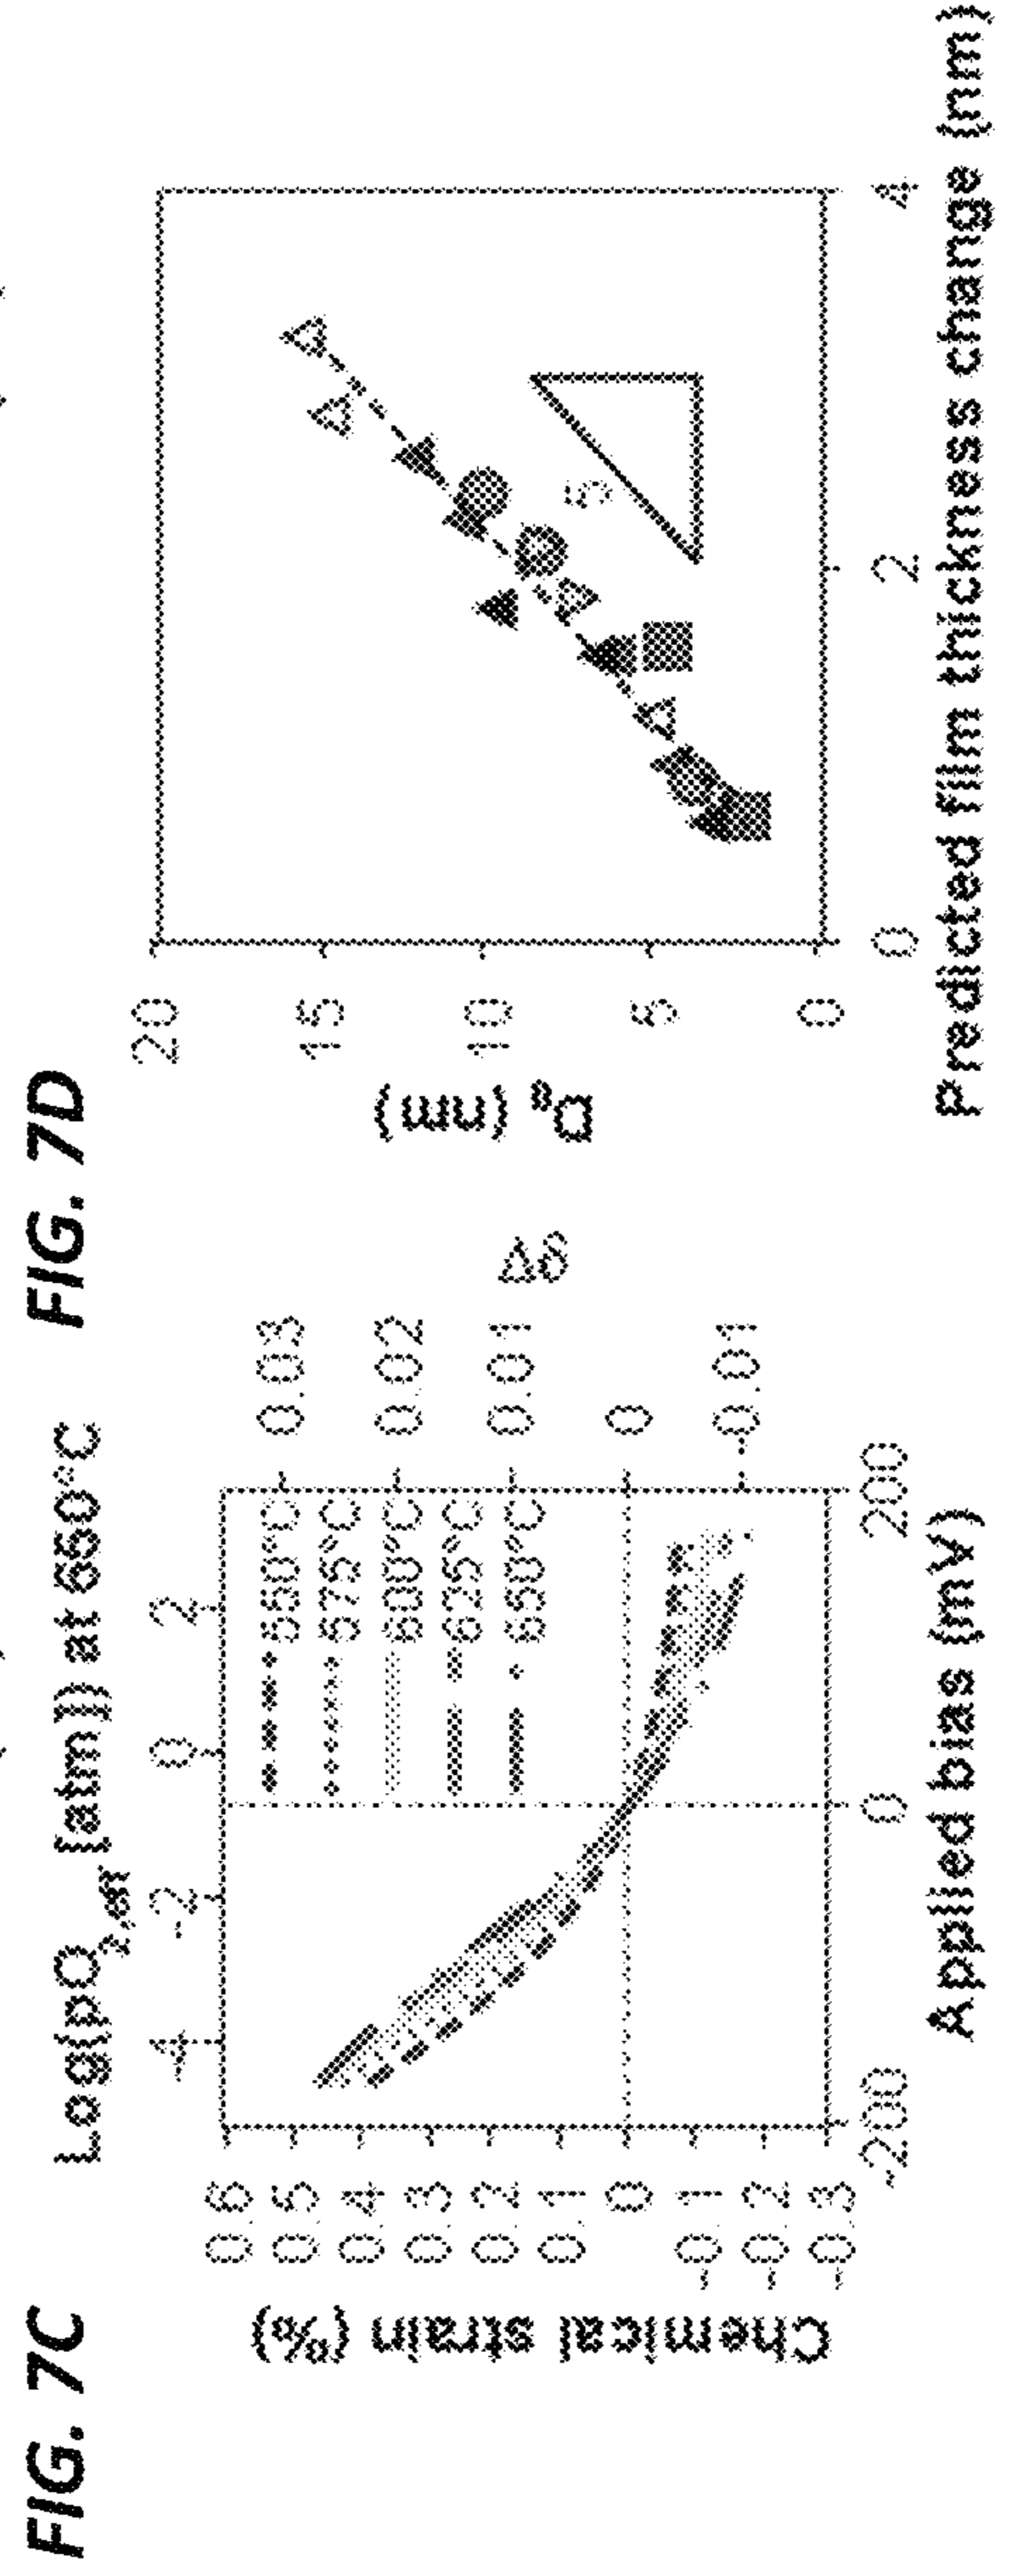 FIG. 7C
Log(pO2,eff [atm]) at 650°C
-4 -2 0 2
Chemical strain (%)
0.6
0.5
0.4
0.3
0.2
0.1
0
-0.1
-0.2
-0.3
550°C
575°C
600°C
625°C
650°C
0.03
0.02
0.01
0
-0.01
Δδ
-200 0 200
Applied bias (mV)
FIG. 7D
D0 (nm)
20
15
10
5
0
5
0 2 4
Predicted film thickness change (nm)